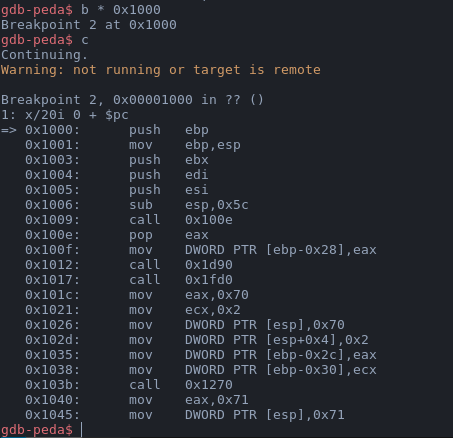 gdb-peda$ b * 0x1000
Breakpoint 2 at 0x1000
gdb-peda$ c
Continuing.
Warning: not running or target is remote
Breakpoint 2, 0x00001000 in ?? ()
1: x/20i 0 + $pc
=> 0x1000: push ebp
0x1001: mov ebp,esp
0x1003: push ebx
0x1004: push edi
0x1005: push esi
0x1006: sub esp,0x5c
0x1009: call 0x100e
0x100e: pop eax
0x100f: mov DWORD PTR [ebp-0x28],eax
0x1012: call 0x1d90
0x1017: call 0x1fd0
0x101c: mov eax,0x70
0x1021: mov ecx,0x2
0x1026: mov DWORD PTR [esp],0x70
0x102d: mov DWORD PTR [esp+0x4],0x2
0x1035: mov DWORD PTR [ebp-0x2c],eax
0x1038: mov DWORD PTR [ebp-0x30],ecx
0x103b: call 0x1270
0x1040: mov eax,0x71
0x1045: mov DWORD PTR [esp],0x71
gdb-peda$